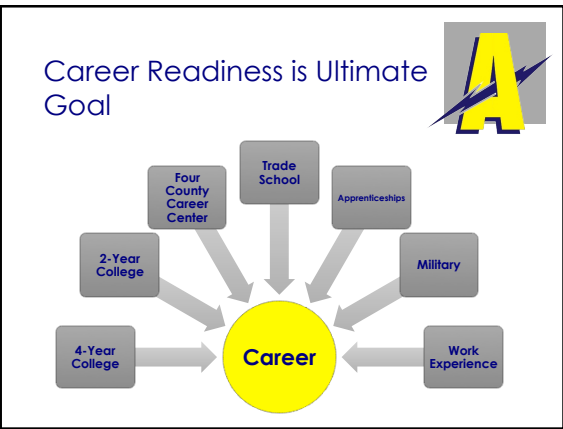 Career Readiness is Ultimate
Goal
A
Trade
School
Four
County
Career
Center
Apprenticeships
2-Year
College
Military
4-Year
College
Career
Work
Experience